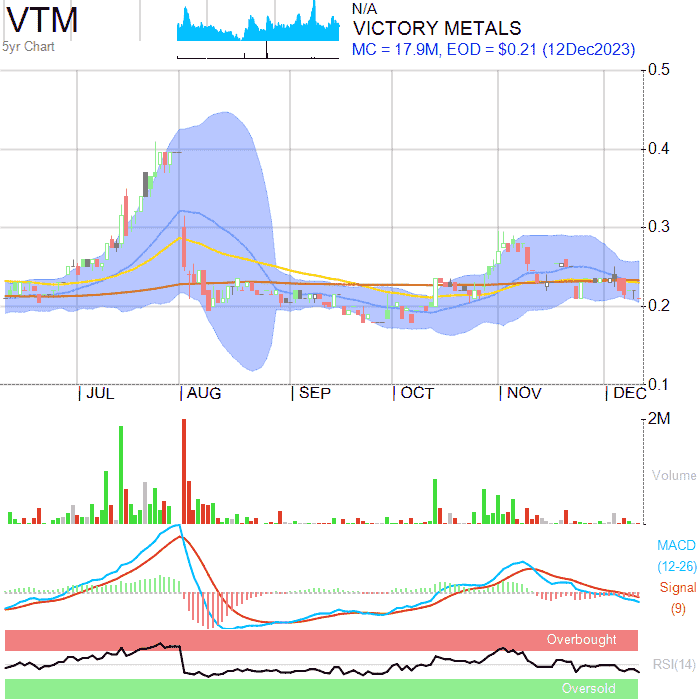 VTM
5yr Chart
N/A
VICTORY METALS
MC = 17.9M, EOD = $0.21 (12Dec2023)
0.5
0.4
0.3
0.2
0.1
JUL AUG SEP OCT NOV DEC
2M
Volume
MACD
(12-26)
Signal
(9)
Overbought
RSI(14)
Oversold